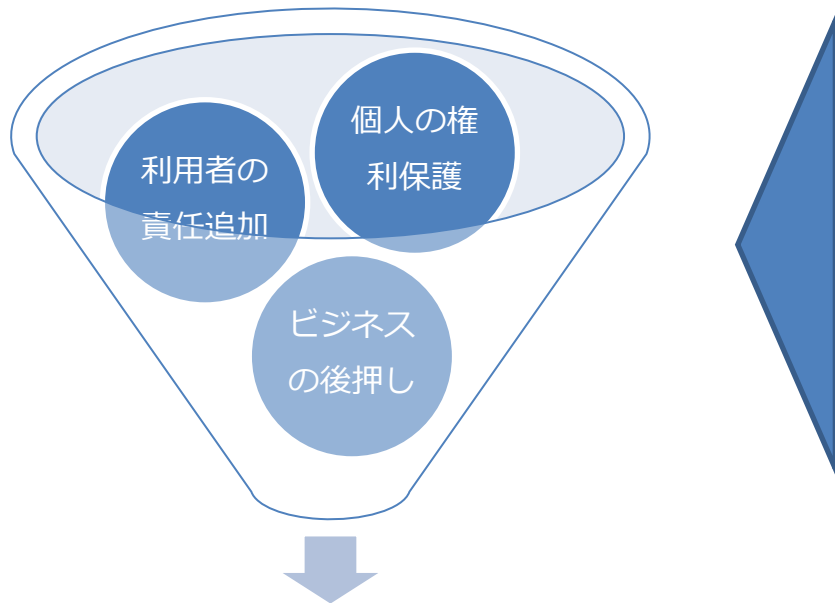 個人の権
利保護
利用者の
責任追加
ビジネス
の後押し